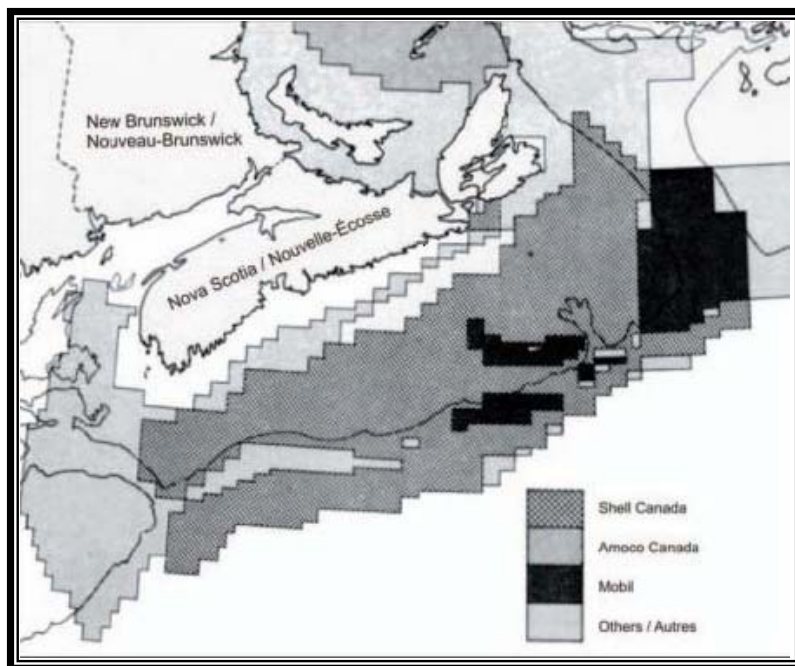 New Brunswick /
Nouveau-Brunswick
Nova Scotia / Nouvelle-Écosse
Shell Canada
Amoco Canada
Mobil
Others / Autres